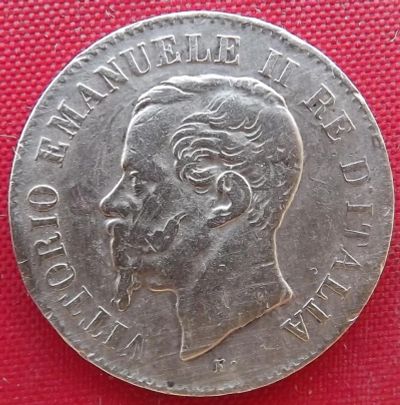 VITTORIO EMANUELE II RE D'ITALIA
F.